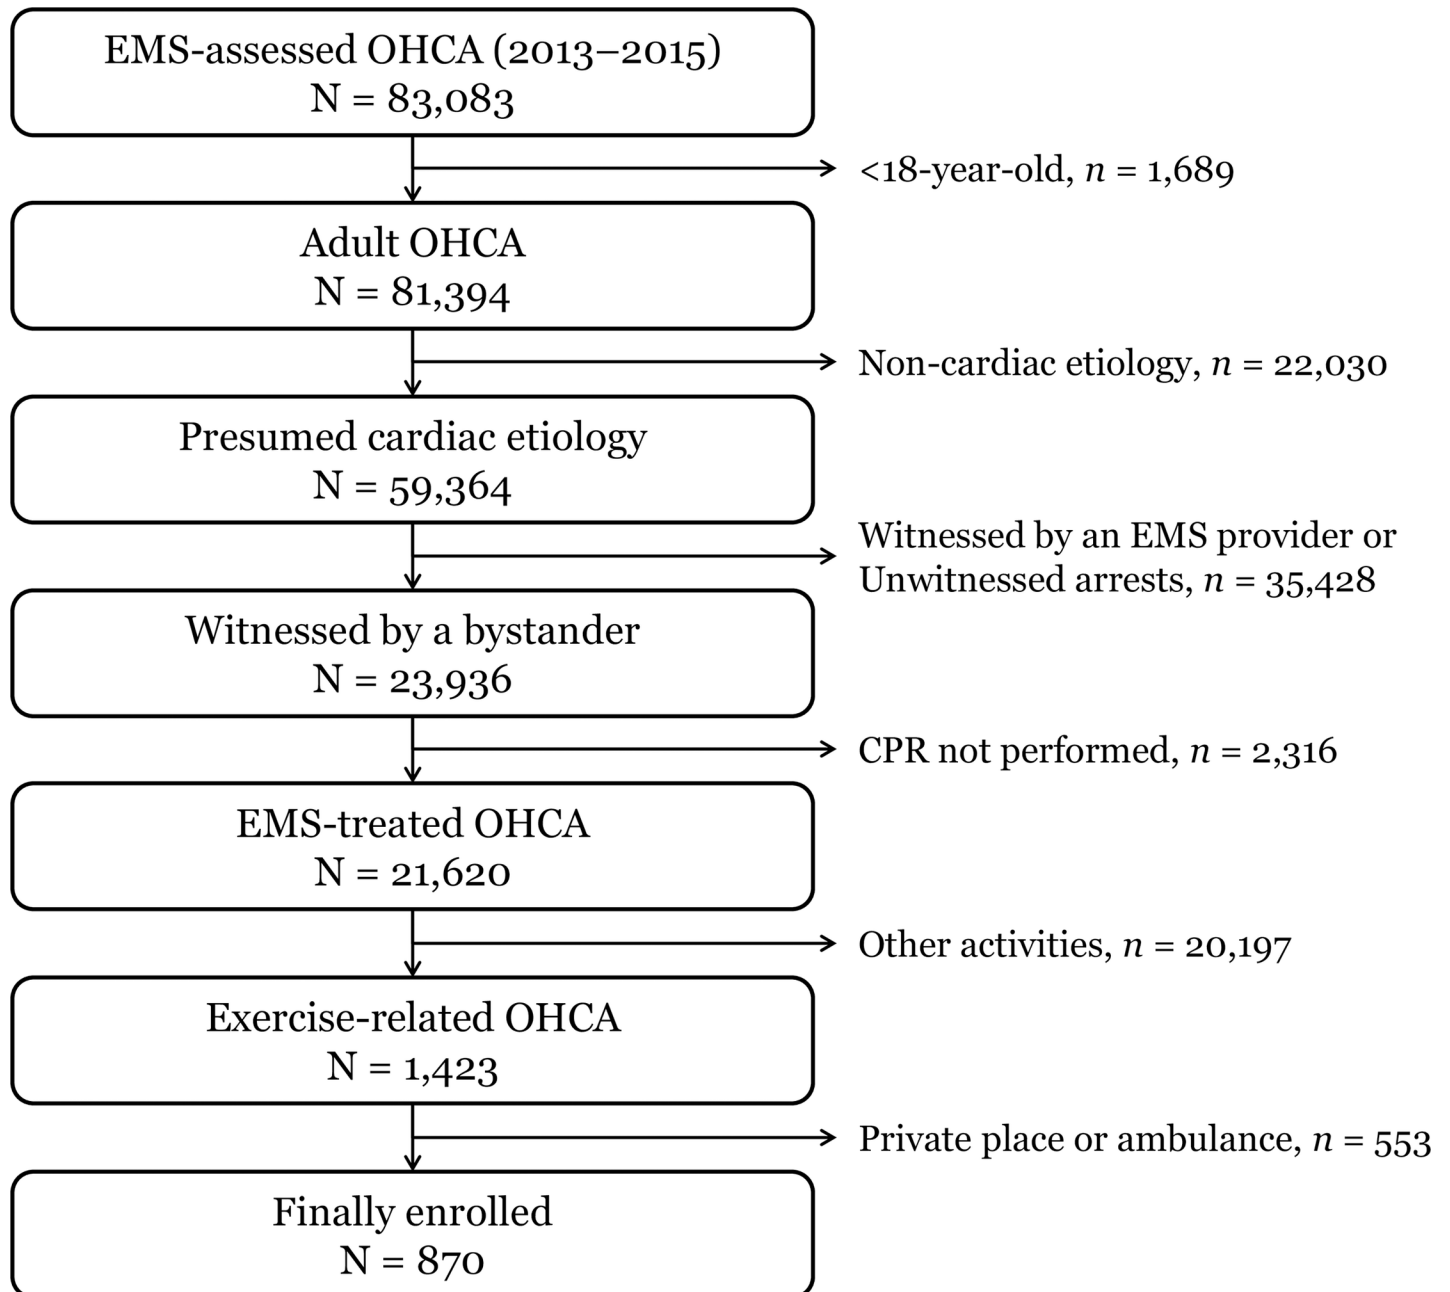 EMS-assessed OHCA (2013–2015)
N = 83,083
<18-year-old, n = 1,689
Adult OHCA
N = 81,394
Non-cardiac etiology, n = 22,030
Presumed cardiac etiology
N = 59,364
Witnessed by an EMS provider or
Unwitnessed arrests, n = 35,428
Witnessed by a bystander
N = 23,936
CPR not performed, n = 2,316
EMS-treated OHCA
N = 21,620
Other activities, n = 20,197
Exercise-related OHCA
N = 1,423
Private place or ambulance, n = 553
Finally enrolled
N = 870